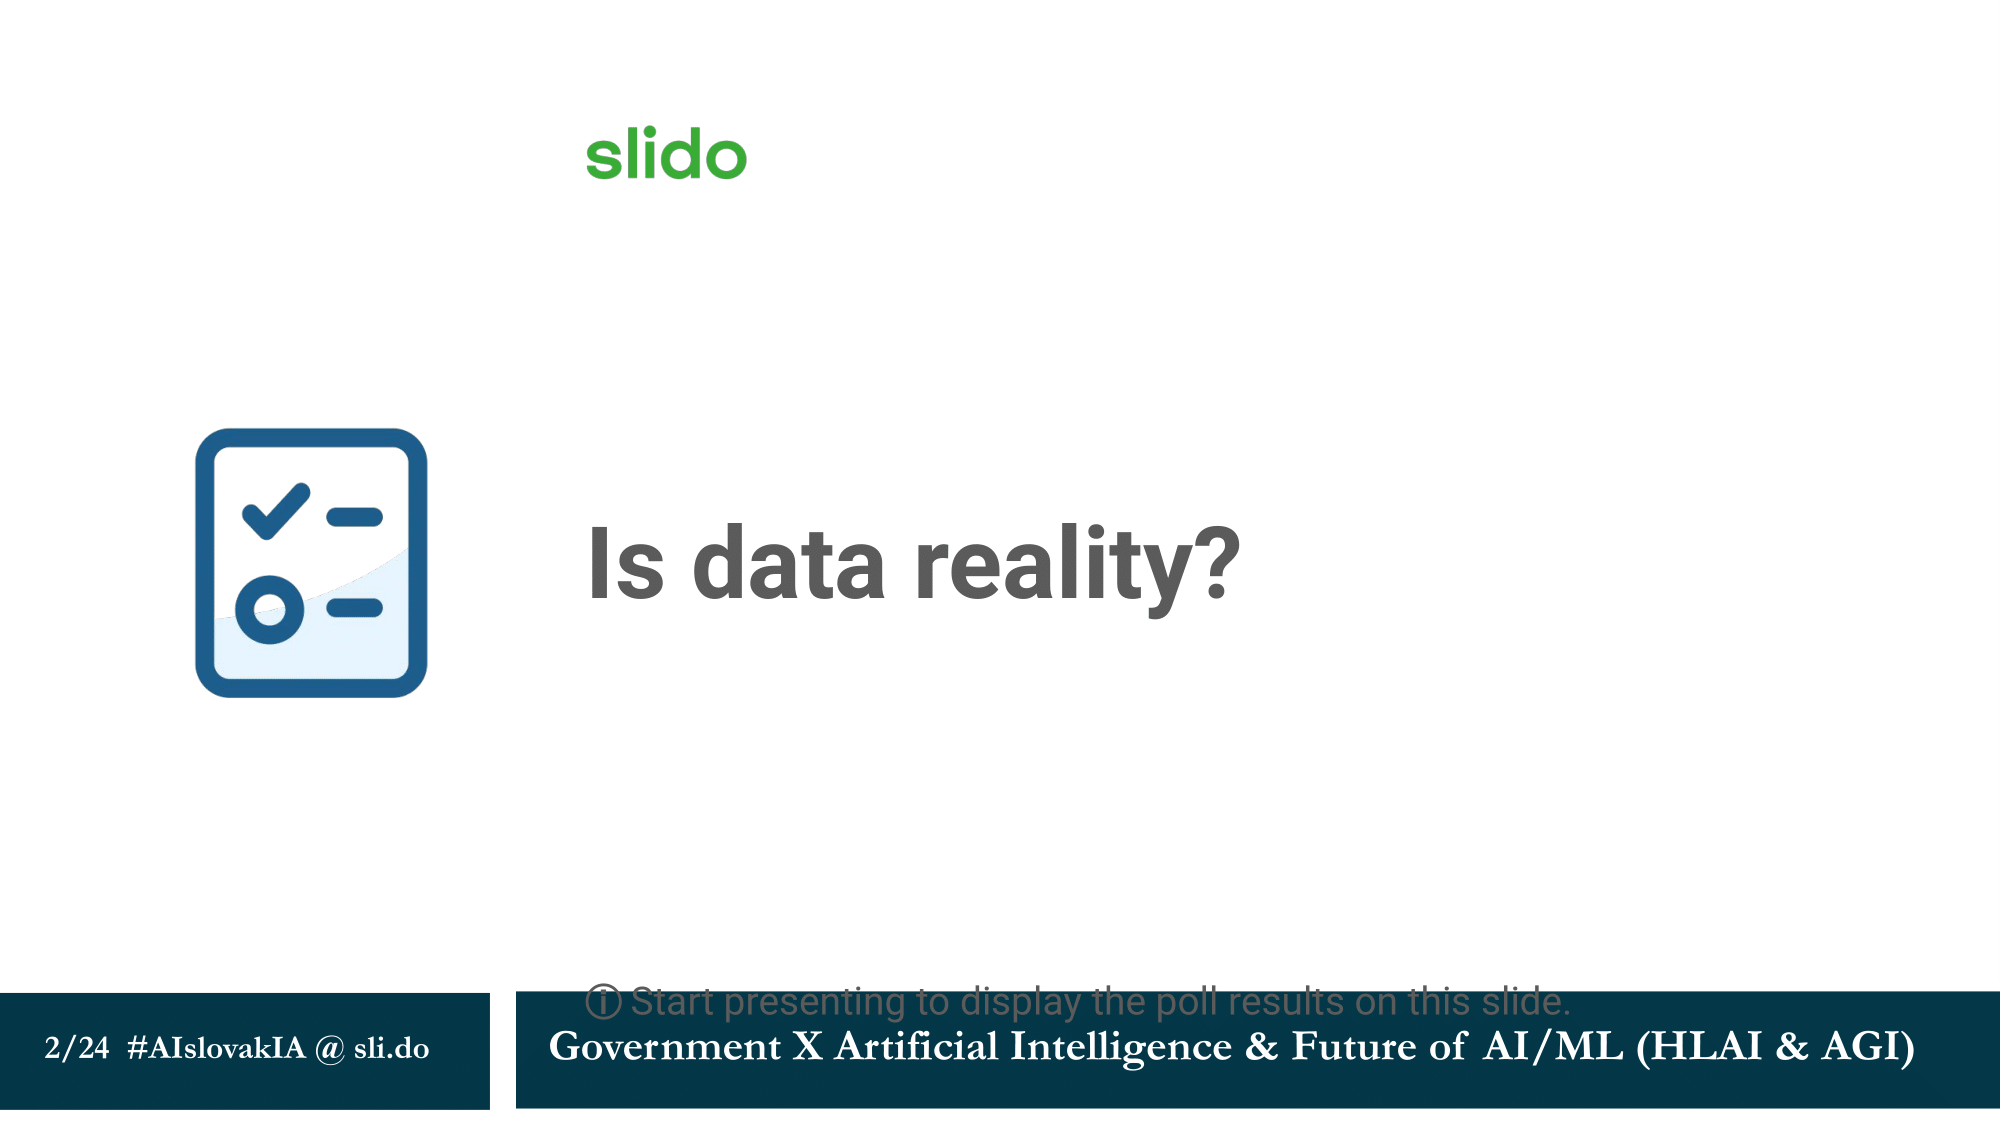 slido
Is data reality?
ⓘ Start presenting to display the poll results on this slide.
2/24 #AIslovakIA @ sli.do
Government X Artificial Intelligence & Future of AI/ML (HLAI & AGI)